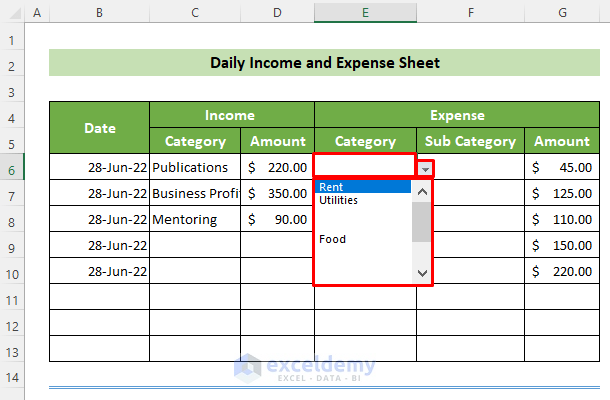 A B C D E F G
1
2 Daily Income and Expense Sheet
3
4 Date Income Expense
5 Category Amount Category Sub Category Amount
6 28-Jun-22 Publications $ 220.00 $ 45.00
Rent
7 28-Jun-22 Business Profi $ 350.00 Utilities $ 125.00
8 28-Jun-22 Mentoring $ 90.00 $ 110.00
Food
9 28-Jun-22 $ 150.00
10 28-Jun-22 $ 220.00
11
12
13
exceldemy
14 EXCEL - DATA - BI